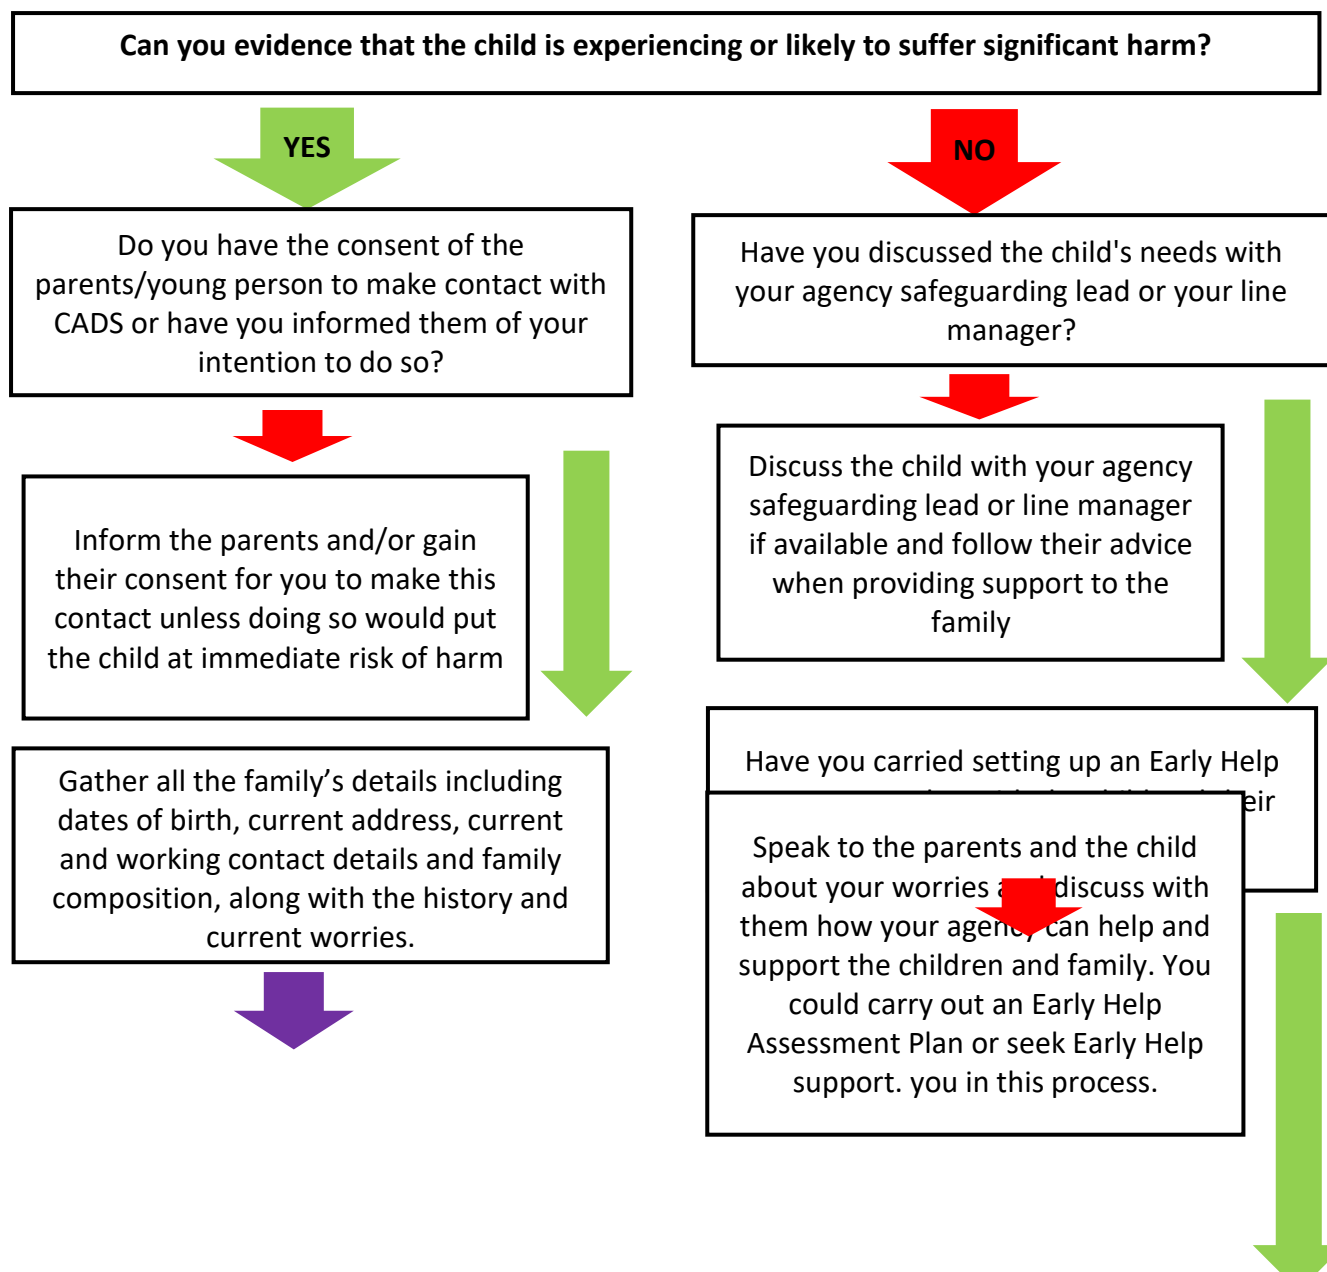 Can you evidence that the child is experiencing or likely to suffer significant harm?
YES
NO
Do you have the consent of the
parents/young person to make contact with
CADS or have you informed them of your
intention to do so?
Have you discussed the child's needs with
your agency safeguarding lead or your line
manager?
Inform the parents and/or gain
their consent for you to make this
contact unless doing so would put
the child at immediate risk of harm
Discuss the child with your agency
safeguarding lead or line manager
if available and follow their advice
when providing support to the
family
Gather all the family’s details including
dates of birth, current address, current
and working contact details and family
composition, along with the history and
current worries.
Have you carried setting up an Early Help
Speak to the parents and the child
about your worries and discuss with
them how your agency can help and
support the children and family. You
could carry out an Early Help
Assessment Plan or seek Early Help
support. you in this process.